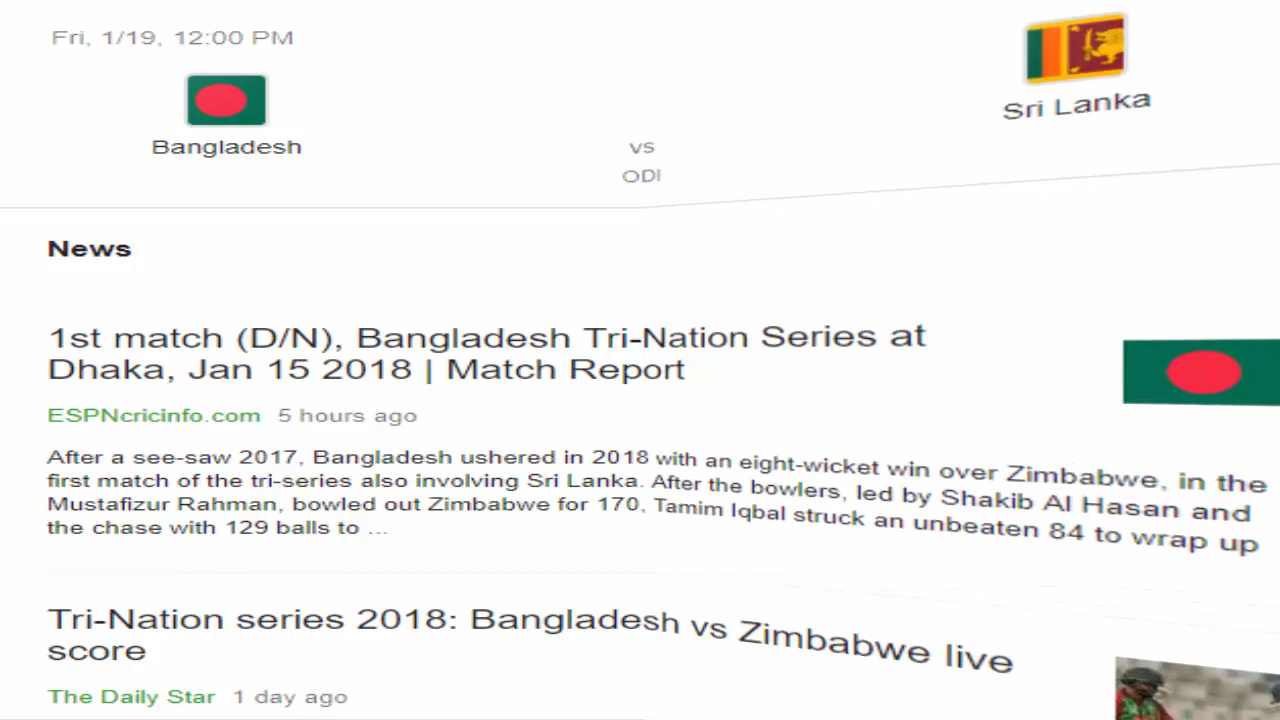 Fri, 1/19, 12:00 PM
Bangladesh
vs
ODI
Sri Lanka
News
1st match (D/N), Bangladesh Tri-Nation Series at
Dhaka, Jan 15 2018 | Match Report
ESPNcricinfo.com 5 hours ago
After a see-saw 2017, Bangladesh ushered in 2018 with an eight-wicket win over Zimbabwe, in the
first match of the tri-series also involving Sri Lanka. After the bowlers, led by Shakib Al Hasan and
Mustafizur Rahman, bowled out Zimbabwe for 170, Tamim Iqbal struck an unbeaten 84 to wrap up
the chase with 129 balls to ...
Tri-Nation series 2018: Bangladesh vs Zimbabwe live
score
The Daily Star 1 day ago